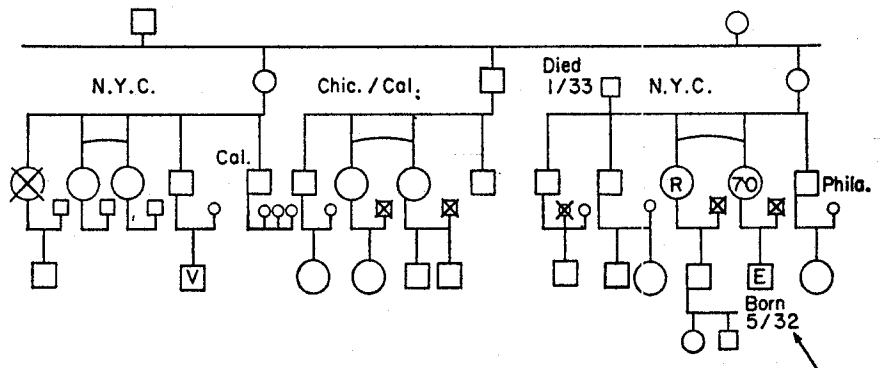 N.Y.C.
Chic./Cal.
Died
1/33
N.Y.C.
Cal.
R
70
Phila.
V
E
Born
5/32